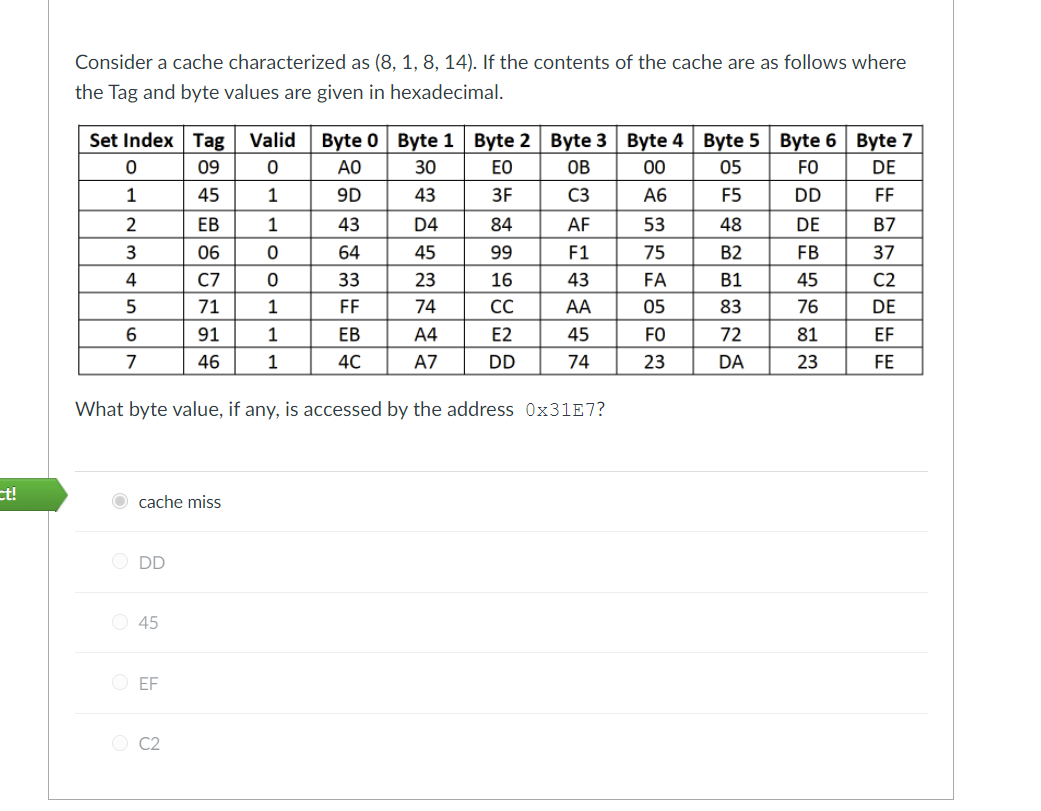 Consider a cache characterized as (8, 1, 8, 14). If the contents of the cache are as follows where
the Tag and byte values are given in hexadecimal.
Set Index Tag Valid Byte 0 Byte 1 Byte 2 Byte 3 Byte 4 Byte 5 Byte 6 Byte 7
0 09 0 A0 30 E0 0B 00 05 F0 DE
1 45 1 9D 43 3F C3 A6 F5 DD FF
2 EB 1 43 D4 84 AF 53 48 DE B7
3 06 0 64 45 99 F1 75 B2 FB 37
4 C7 0 33 23 16 43 FA B1 45 C2
5 71 1 FF 74 CC AA 05 83 76 DE
6 91 1 EB A4 E2 45 F0 72 81 EF
7 46 1 4C A7 DD 74 23 DA 23 FE
What byte value, if any, is accessed by the address 0x31E7?
ct!
cache miss
DD
45
EF
C2